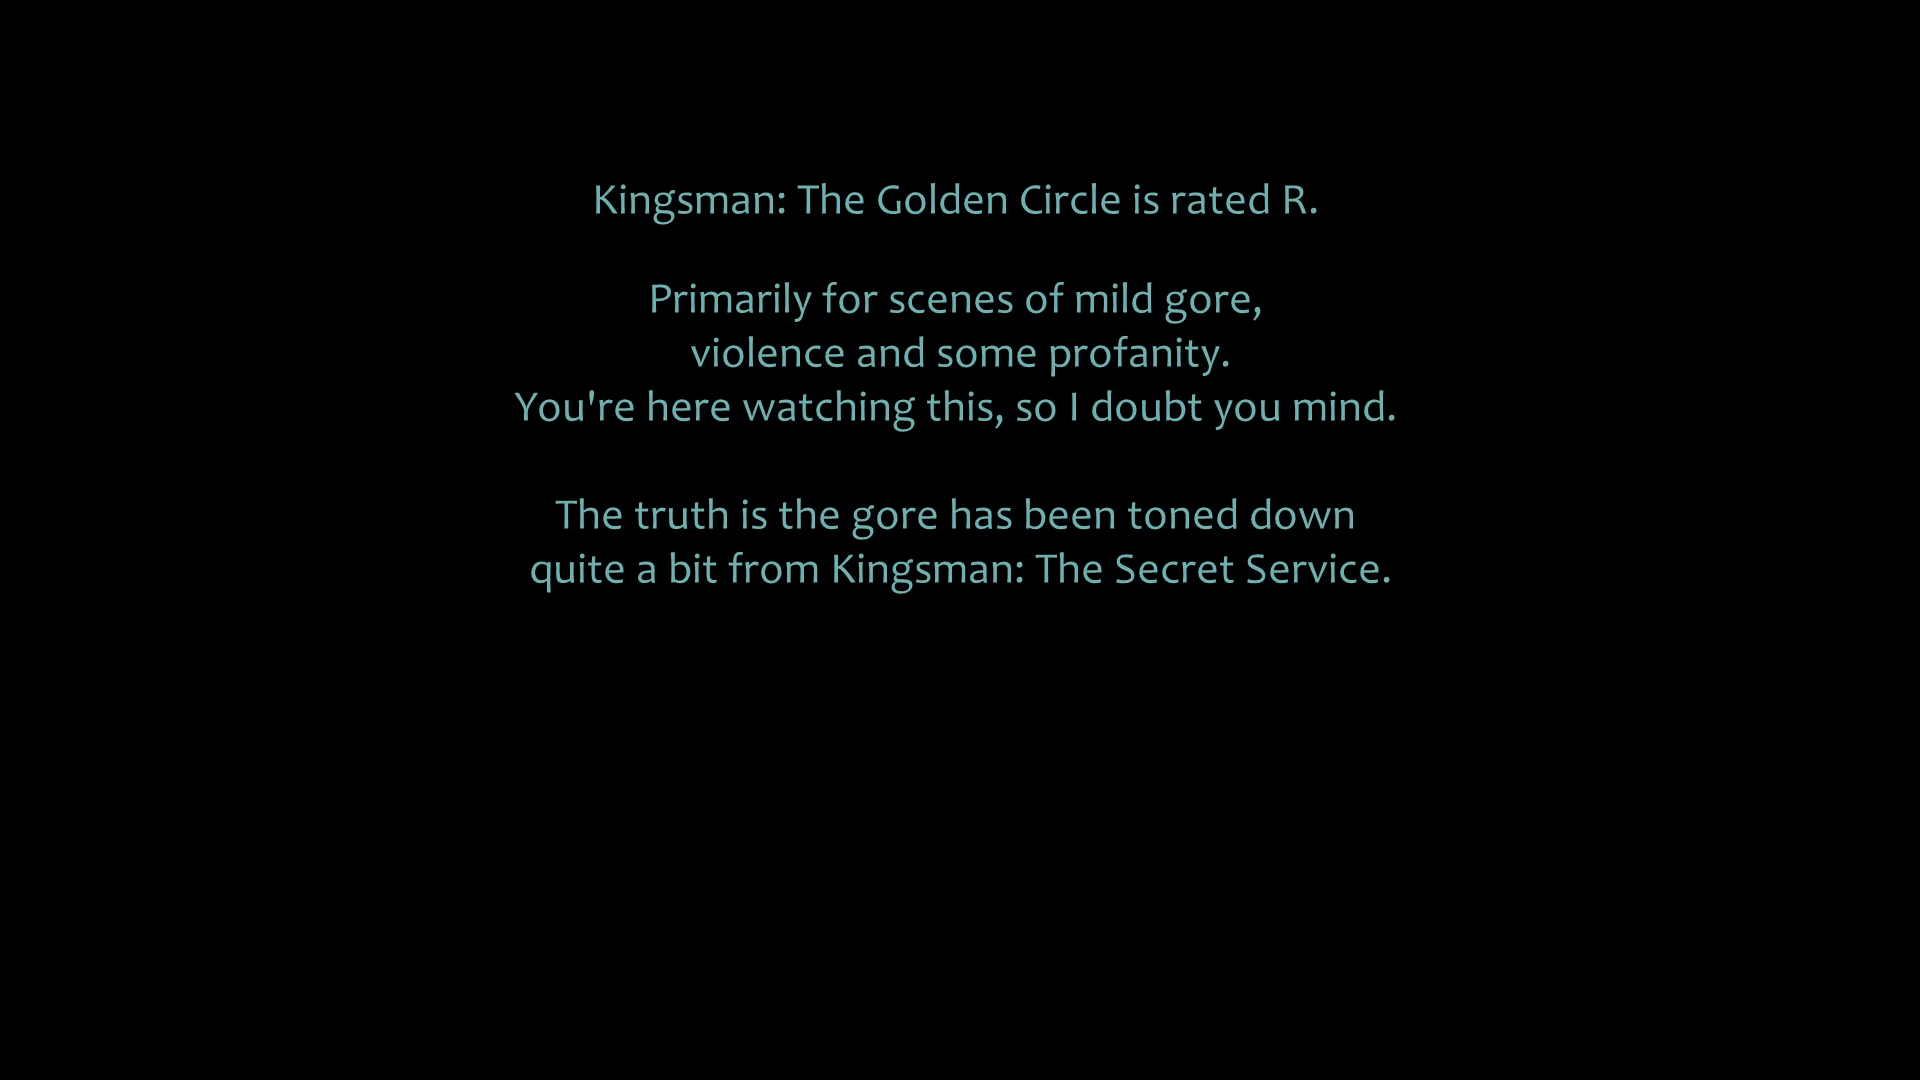 Kingsman: The Golden Circle is rated R.
Primarily for scenes of mild gore,
violence and some profanity.
You're here watching this, so I doubt you mind.
The truth is the gore has been toned down
quite a bit from Kingsman: The Secret Service.